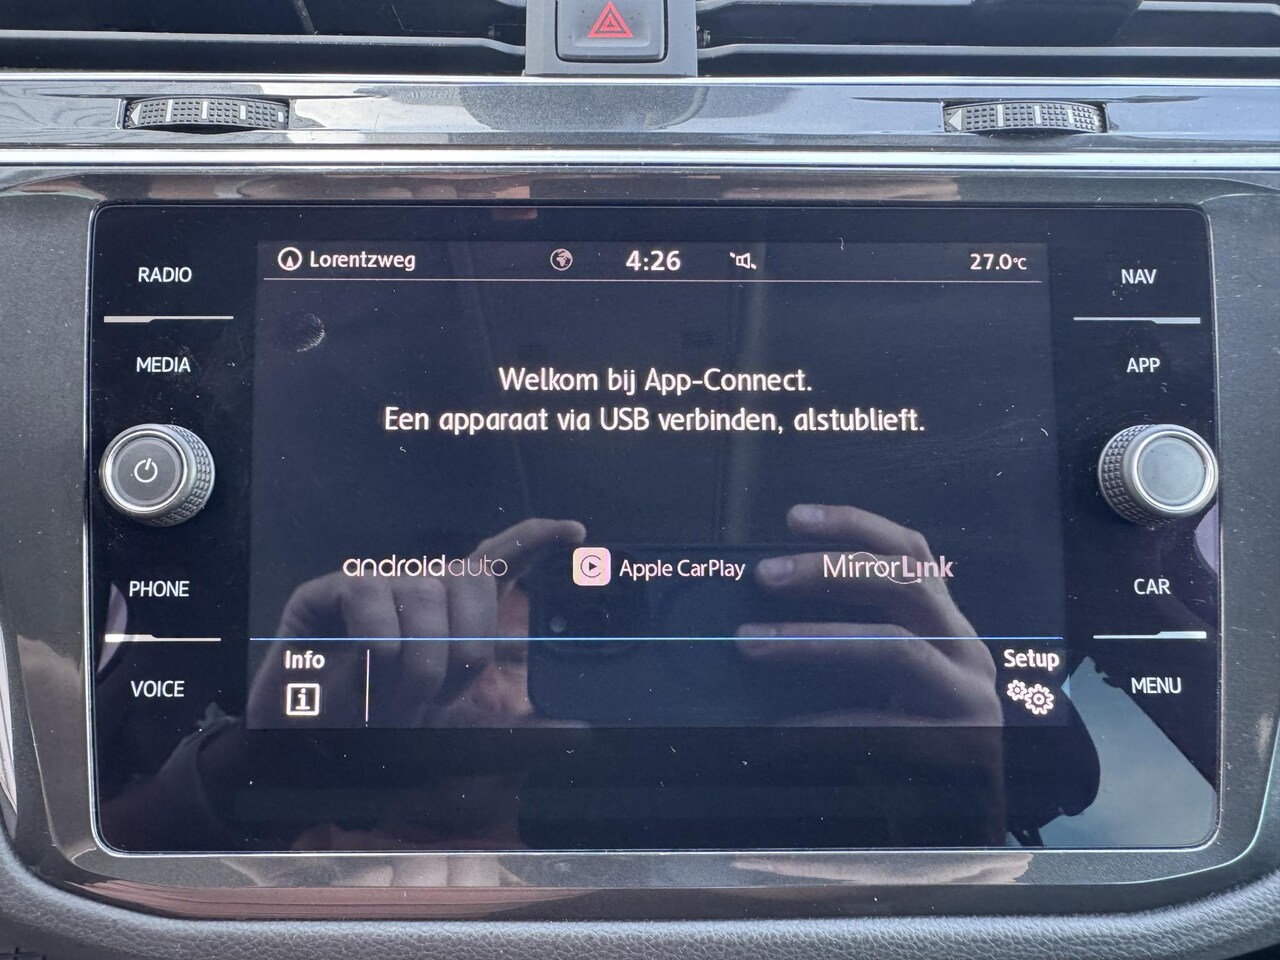 Lorentzweg 4:26 27.0°C
RADIO
NAV
MEDIA
APP
Welkom bij App-Connect.
Een apparaat via USB verbinden, alstublieft.
androidauto Apple CarPlay MirrorLink
PHONE
CAR
Info
Setup
VOICE
MENU